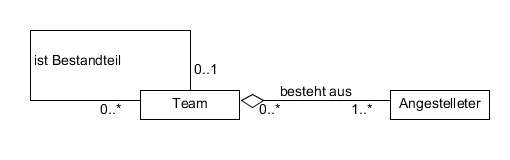 ist Bestandteil
0..1
besteht aus
0..*
Team
0..*
1..*
Angestelleter